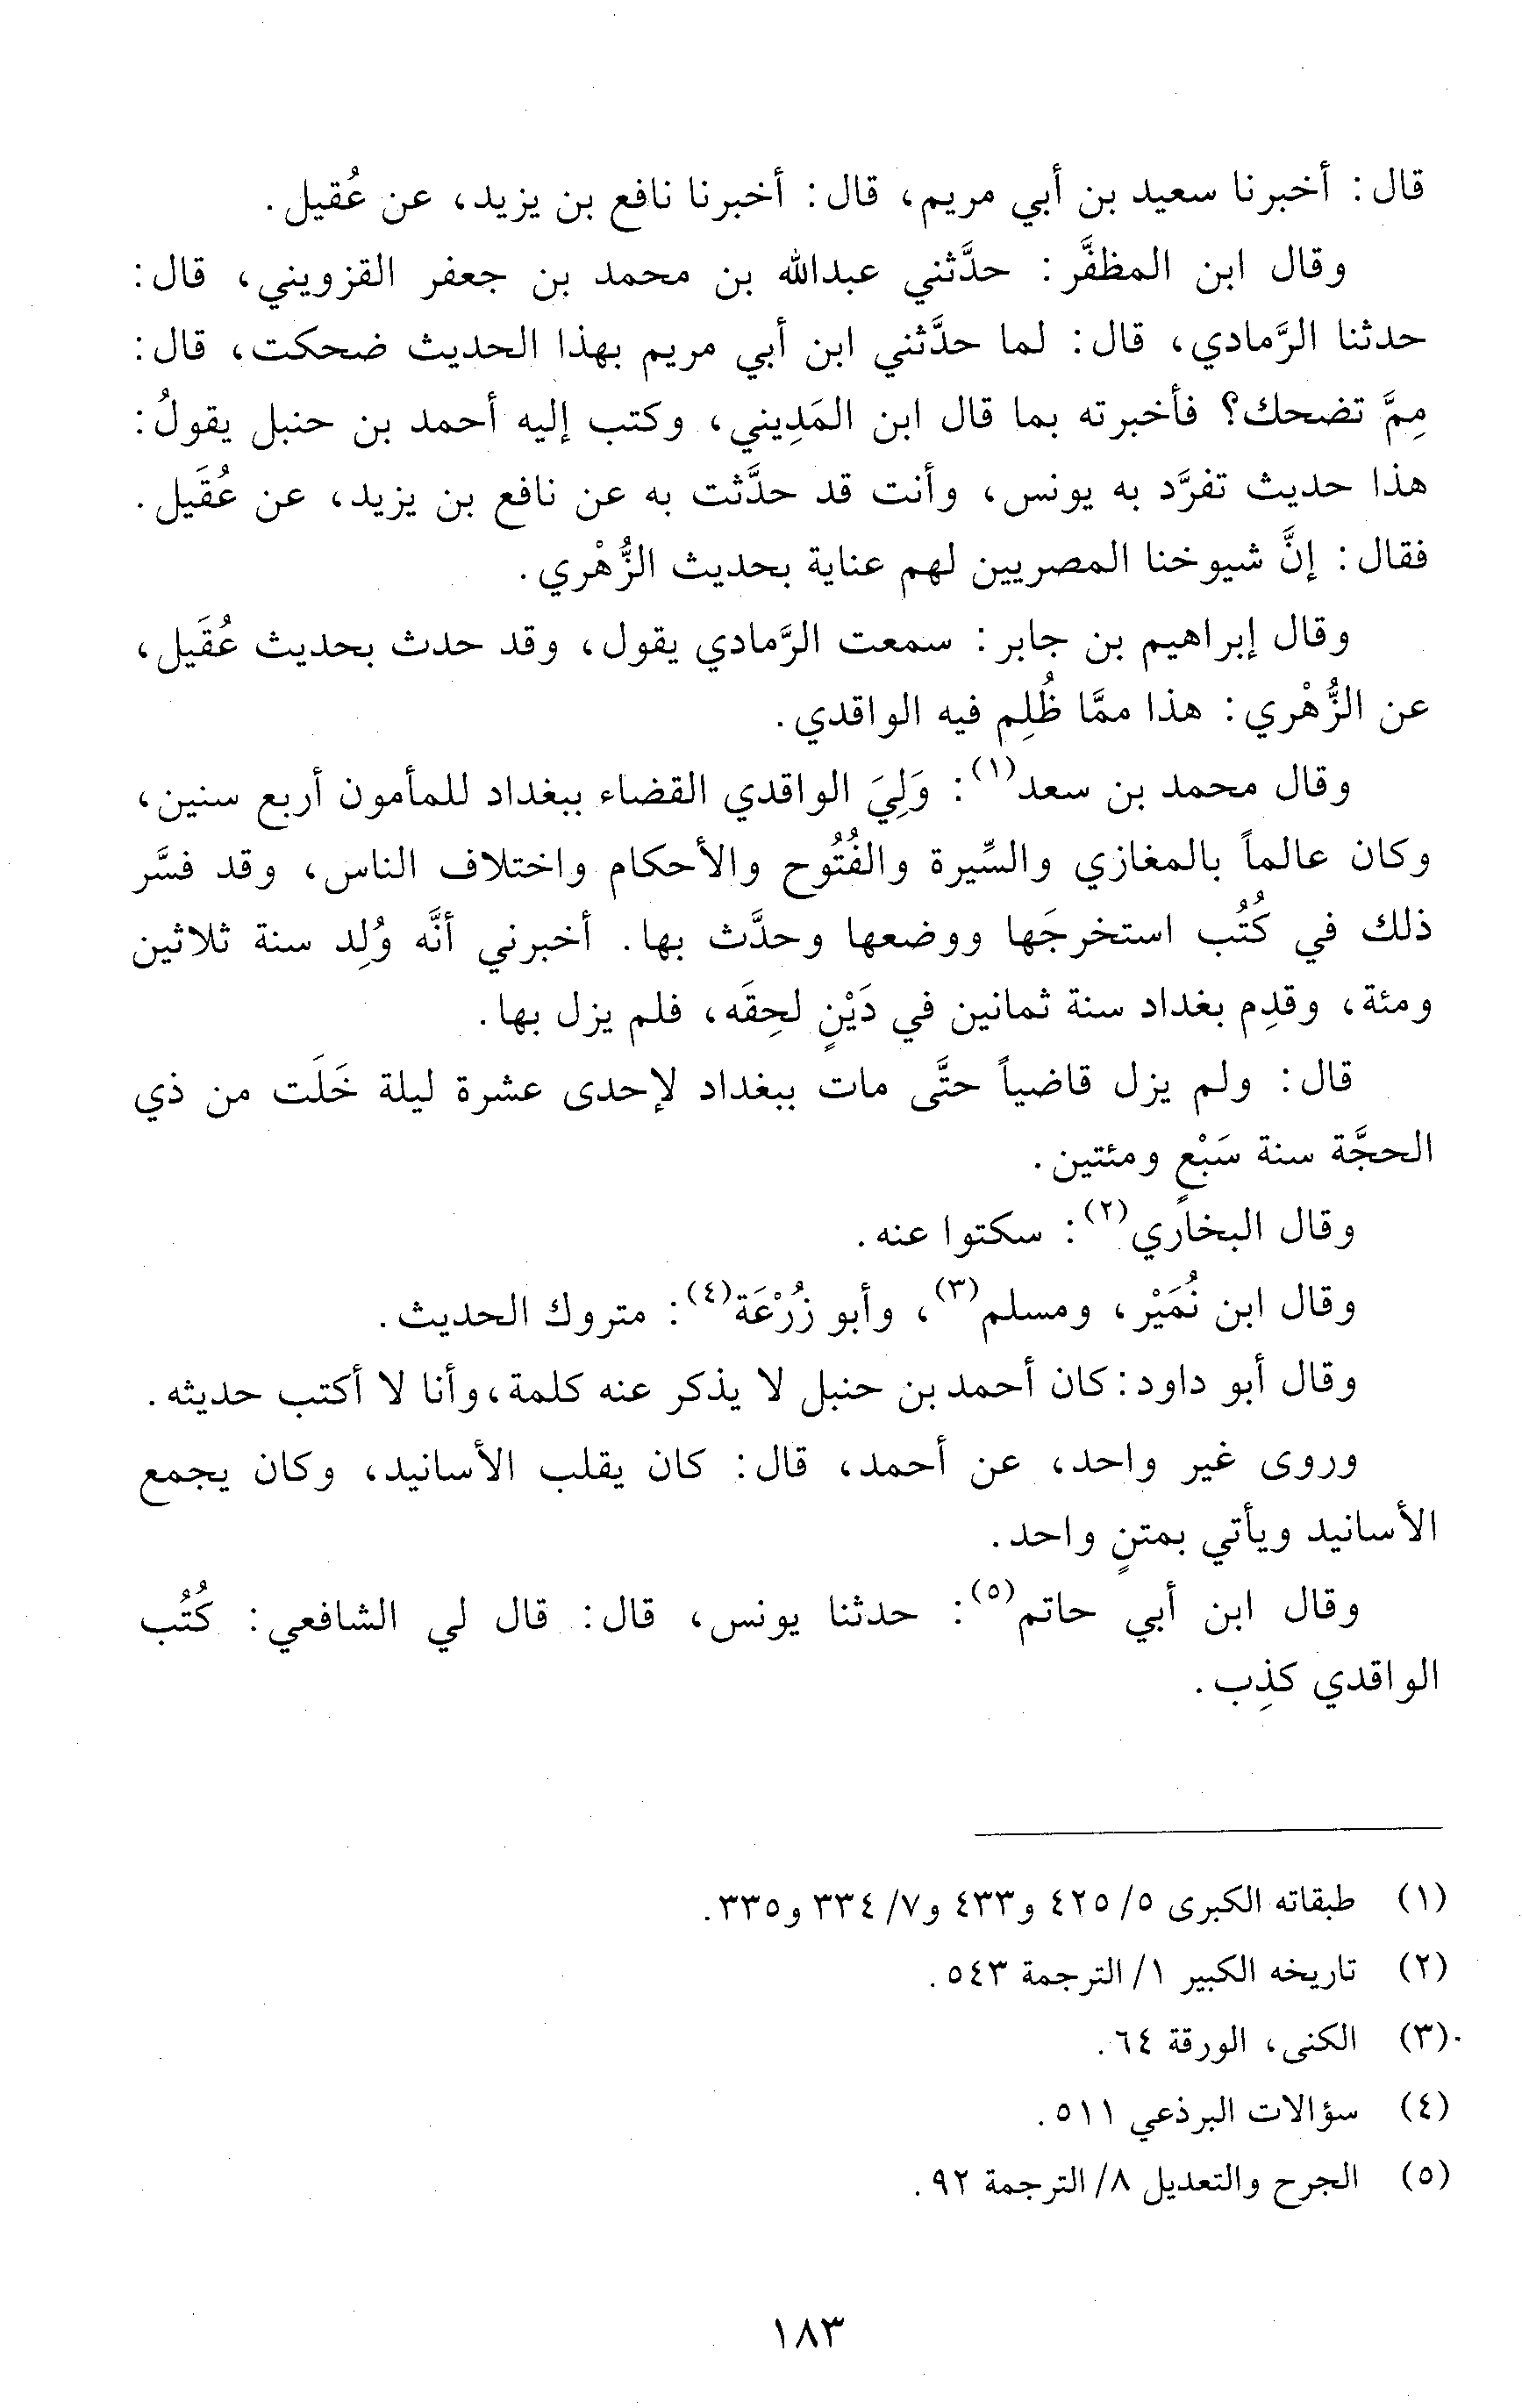 قال: أخبرنا سعيد بن أبي مريم، قال: أخبرنا نافع بن يزيد، عن عُقيل.
وقال ابن المظفَّر: حدَّثني عبدالله بن محمد بن جعفر القزويني، قال:
حدثنا الرَّمادي، قال: لما حدَّثني ابن أبي مريم بهذا الحديث ضحكت، قال:
مِمَّ تضحك؟ فأخبرته بما قال ابن المَدِيني، وكتب إليه أحمد بن حنبل يقولُ:
هذا حديث تفرَّد به يونس، وأنت قد حدَّثت به عن نافع بن يزيد، عن عُقَيل.
فقال: إنَّ شيوخنا المصريين لهم عناية بحديث الزُّهْري.
وقال إبراهيم بن جابر: سمعت الرَّمادي يقول، وقد حدث بحديث عُقَيل،
عن الزُّهْري: هذا ممَّا ظُلِم فيه الواقدي.
وقال محمد بن سعد(١): وَلِيَ الواقدي القضاء ببغداد للمأمون أربع سنين،
وكان عالماً بالمغازي والسِّيرة والفُتُوح والأحكام واختلاف الناس، وقد فسَّر
ذلك في كُتُب استخرجَها ووضعها وحدَّث بها. أخبرني أنَّه وُلِد سنة ثلاثين
ومئة، وقدِم بغداد سنة ثمانين في دَيْنٍ لحِقَه، فلم يزل بها.
قال: ولم يزل قاضياً حتَّى مات ببغداد لإحدى عشرة ليلة خَلَت من ذي
الحجَّة سنة سَبْعٍ ومئتين.
وقال البخاري(٢): سكتوا عنه.
وقال ابن نُمَيْر، ومسلم(٣)، وأبو زُرْعَة(٤): متروك الحديث.
وقال أبو داود: كان أحمد بن حنبل لا يذكر عنه كلمة، وأنا لا أكتب حديثه.
وروى غير واحد، عن أحمد، قال: كان يقلب الأسانيد، وكان يجمع
الأسانيد ويأتي بمتنٍ واحد.
وقال ابن أبي حاتم(٥): حدثنا يونس، قال: قال لي الشافعي: كُتُب
الواقدي كذِب.
(١) طبقاته الكبرى ٥/ ٤٢٥ و٤٣٣ و٧/ ٣٣٤ و٣٣٥.
(٢) تاريخه الكبير ١/ الترجمة ٥٤٣.
(٣) الكنى، الورقة ٦٤.
(٤) سؤالات البرذعي ٥١١.
(٥) الجرح والتعديل ٨/ الترجمة ٩٢.
١٨٣